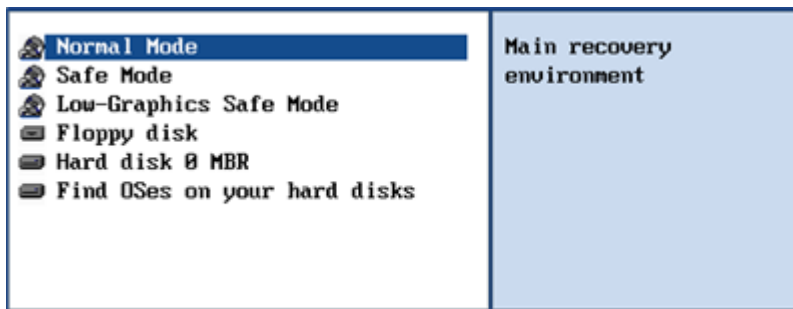 Normal Mode
Safe Mode
Low-Graphics Safe Mode
Floppy disk
Hard disk 0 MBR
Find OSes on your hard disks
Main recovery
environment